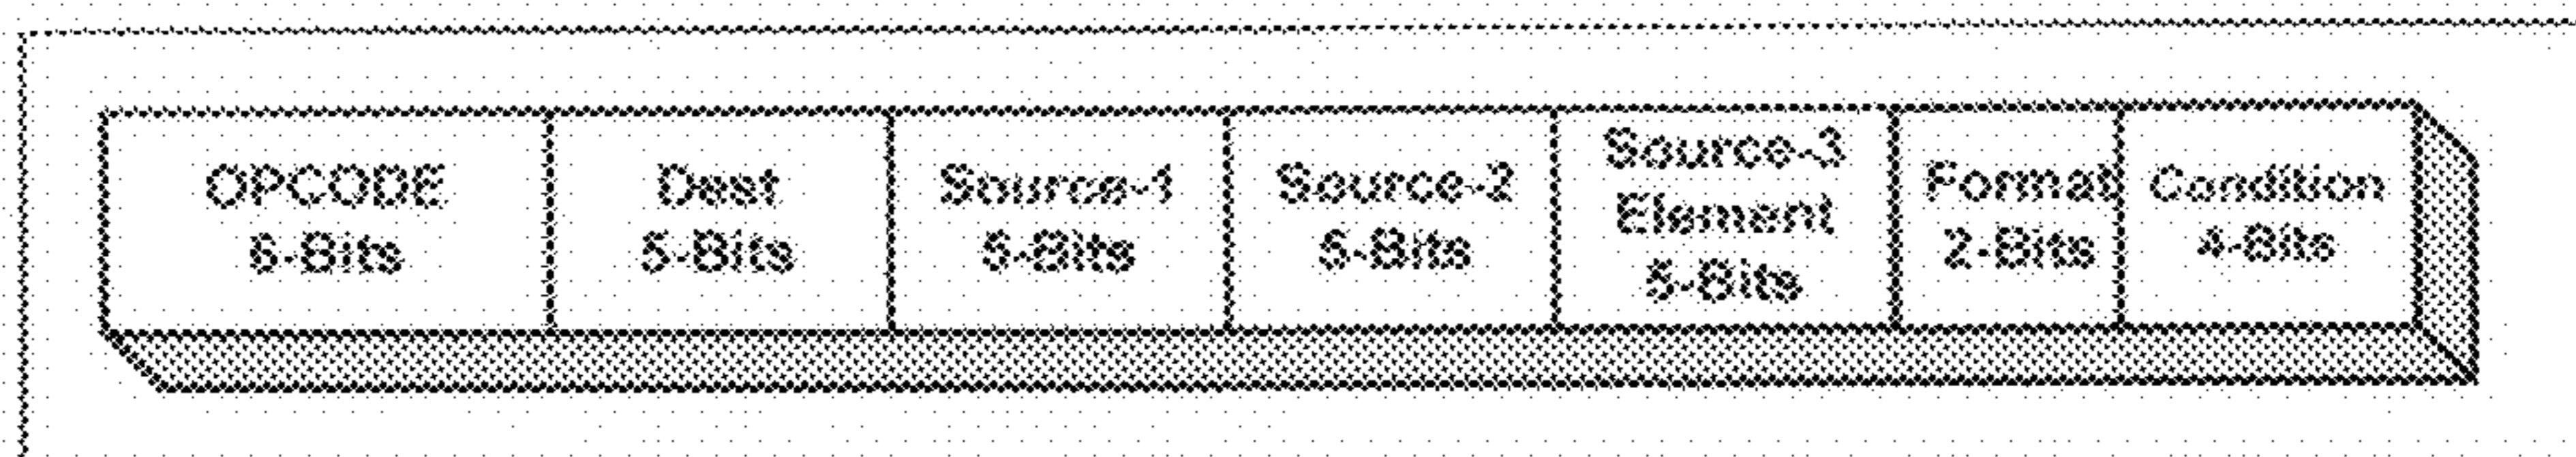 OPCODE
6-Bits
Dest
5-Bits
Source-1
5-Bits
Source-2
5-Bits
Source-3
Element
5-Bits
Format
2-Bits
Condition
4-Bits